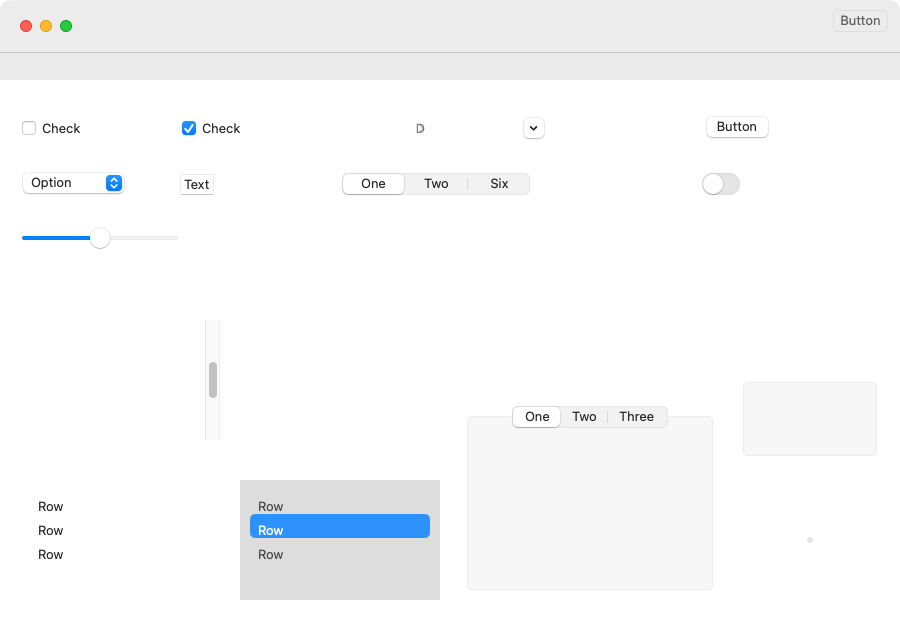 Button
Check
Check
D
Button
Option
Text
One
Two
Six
One
Two
Three
Row
Row
Row
Row
Row
Row